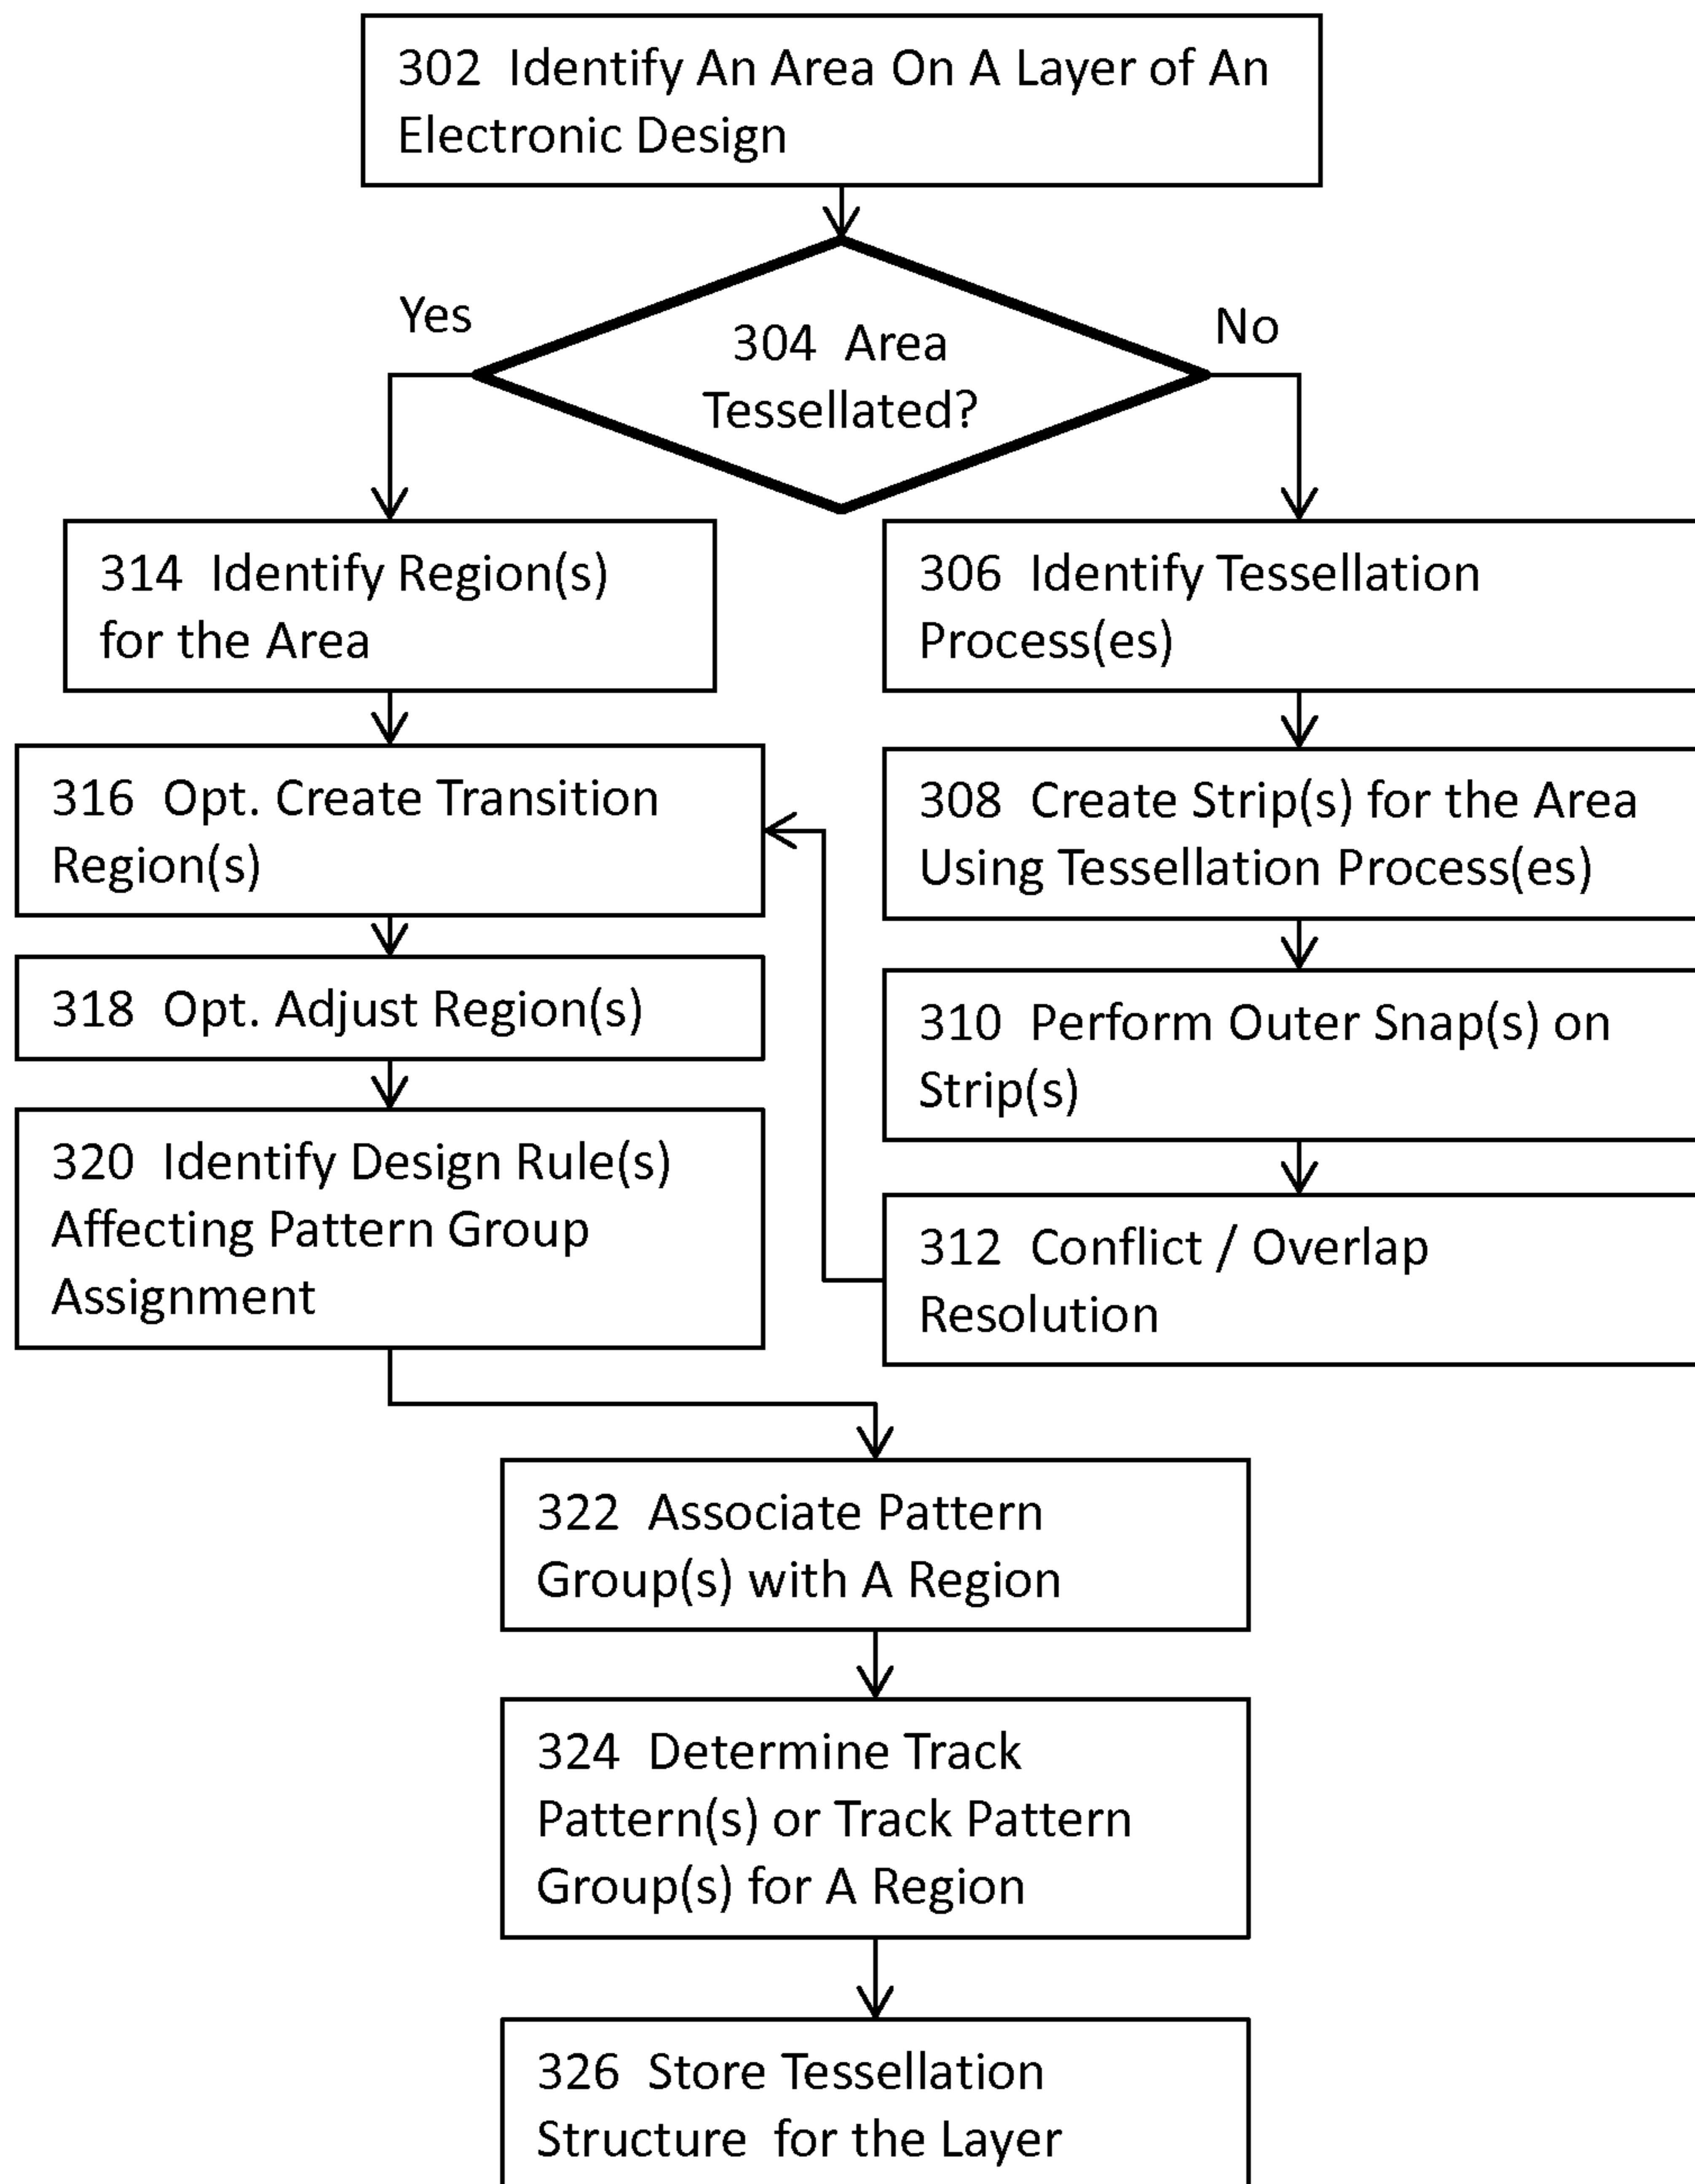 302 Identify An Area On A Layer of An
Electronic Design
Yes
No
304 Area
Tessellated?
314 Identify Region(s)
for the Area
316 Opt. Create Transition
Region(s)
318 Opt. Adjust Region(s)
320 Identify Design Rule(s)
Affecting Pattern Group
Assignment
306 Identify Tessellation
Process(es)
308 Create Strip(s) for the Area
Using Tessellation Process(es)
310 Perform Outer Snap(s) on
Strip(s)
312 Conflict / Overlap
Resolution
322 Associate Pattern
Group(s) with A Region
324 Determine Track
Pattern(s) or Track Pattern
Group(s) for A Region
326 Store Tessellation
Structure for the Layer